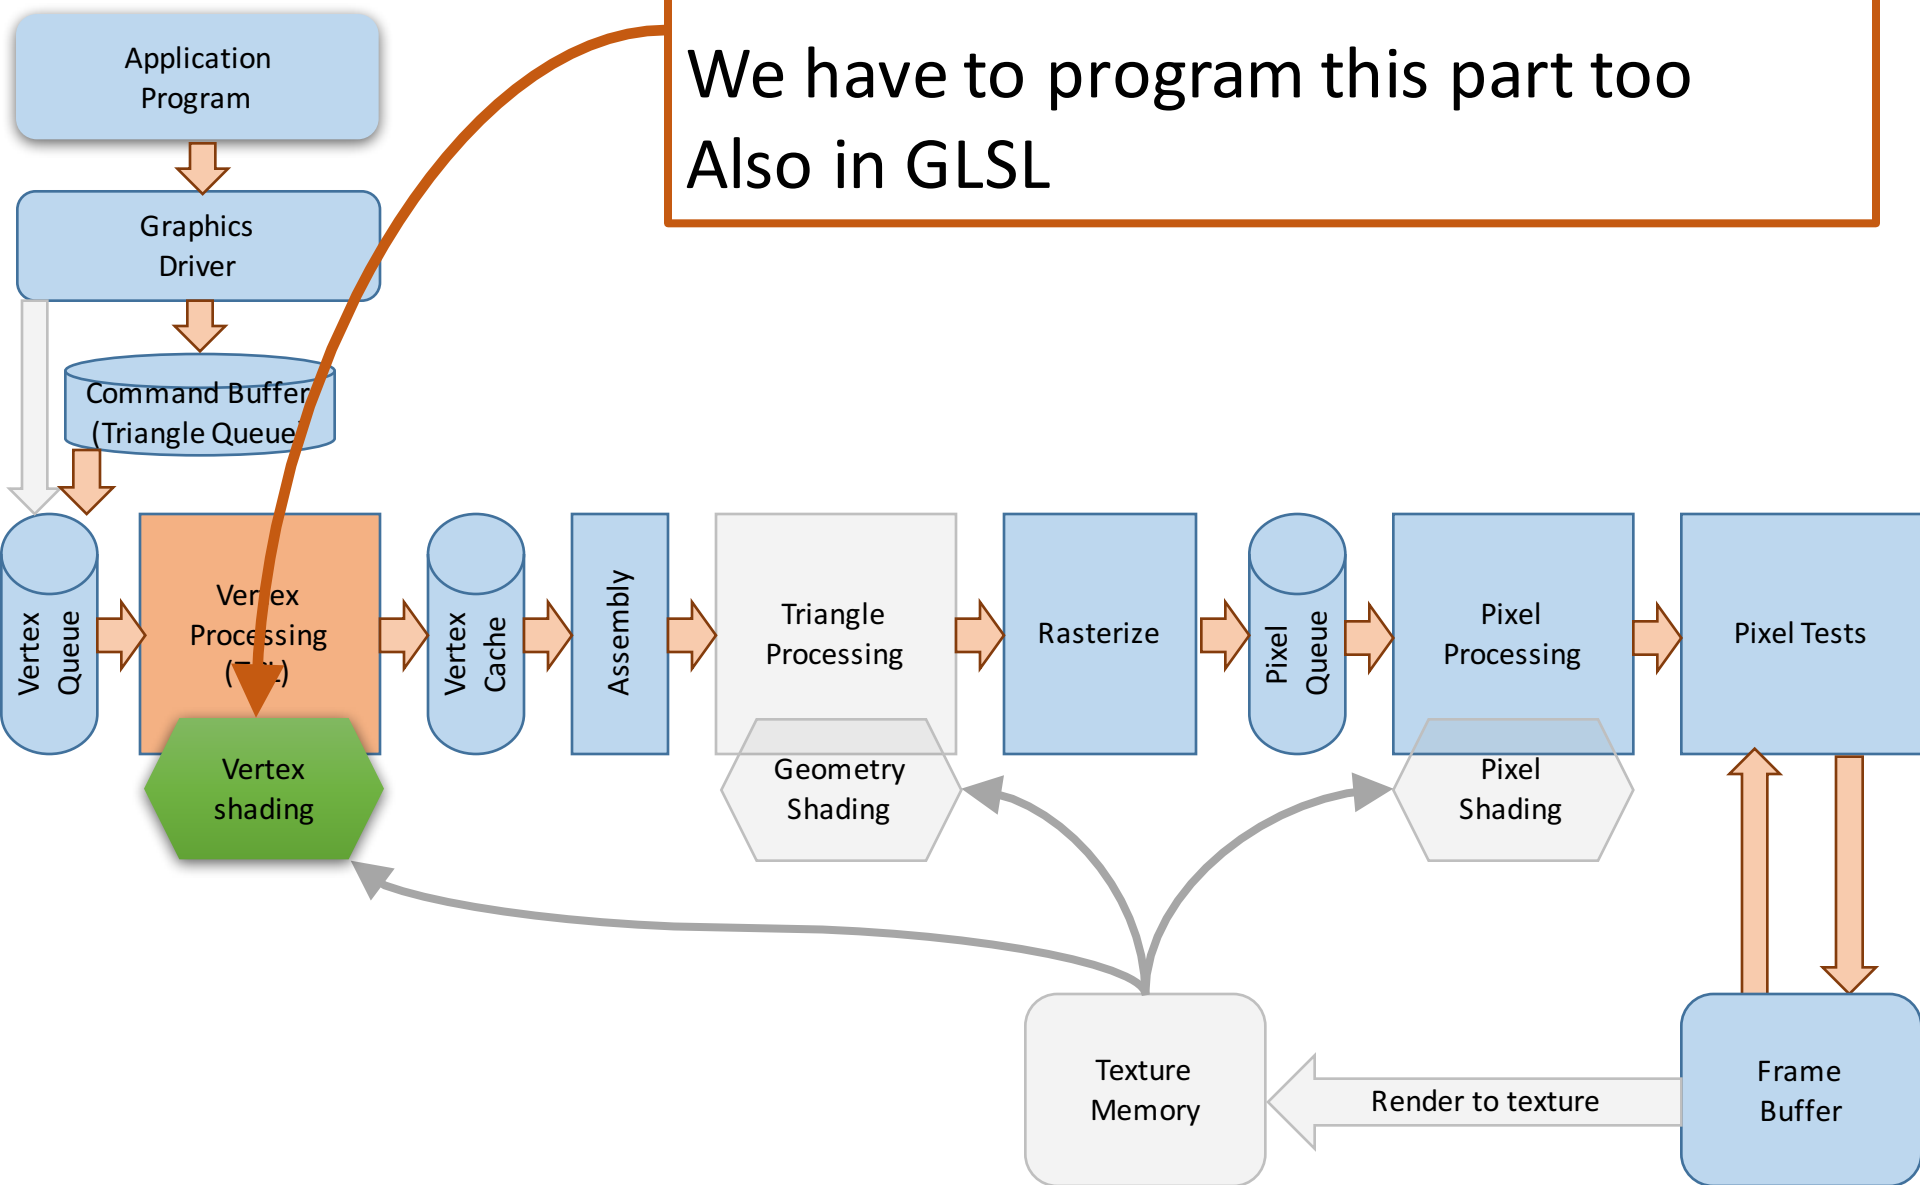 We have to program this part too
Also in GLSL
Application
Program
Graphics
Driver
Command Buffer
(Triangle Queue)
Vertex
Queue
Vertex
Processing
Vertex
Cache
Assembly
Triangle
Processing
Rasterize
Pixel
Queue
Pixel
Processing
Pixel Tests
Vertex
shading
Geometry
Shading
Pixel
Shading
Texture
Memory
Render to texture
Frame
Buffer